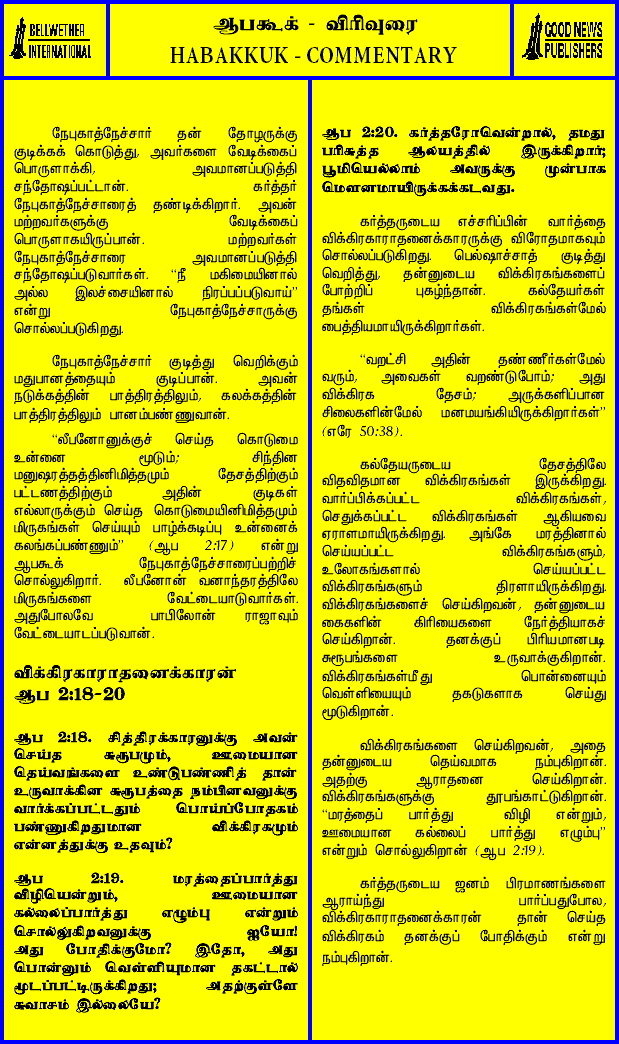 BELLWETHER
INTERNATIONAL
ஆபகூக் - விரிவுரை
HABAKKUK - COMMENTARY
GOOD NEWS
PUBLISHERS
நேபுகாத்நேச்சார் தன் தோழருக்கு
குடிக்கக் கொடுத்து, அவர்களை வேடிக்கைப்
பொருளாக்கி, அவமானப்படுத்தி
சந்தோஷப்பட்டான். கர்த்தர்
நேபுகாத்நேச்சாரைத் தண்டிக்கிறார். அவன்
மற்றவர்களுக்கு வேடிக்கைப்
பொருளாகயிருப்பான். மற்றவர்கள்
நேபுகாத்நேச்சாரை அவமானப்படுத்தி
சந்தோஷப்படுவார்கள். “நீ மகிமையினால்
அல்ல இலச்சையினால் நிரப்பப்படுவாய்”
என்று நேபுகாத்நேச்சாருக்கு
சொல்லப்படுகிறது.
நேபுகாத்நேச்சார் குடித்து வெறிக்கும்
மதுபானத்தையும் குடிப்பான். அவன்
நடுக்கத்தின் பாத்திரத்திலும், கலக்கத்தின்
பாத்திரத்திலும் பானம்பண்ணுவான்.
“லீபனோனுக்குச் செய்த கொடுமை
உன்னை மூடும்; சிந்தின
மனுஷரத்தத்தினிமித்தமும் தேசத்திற்கும்
பட்டணத்திற்கும் அதின் குடிகள்
எல்லாருக்கும் செய்த கொடுமையினிமித்தமும்
மிருகங்கள் செய்யும் பாழ்க்கடிப்பு உன்னைக்
கலங்கப்பண்ணும்” (ஆப 2:17) என்று
ஆபகூக் நேபுகாத்நேச்சாரைப்பற்றிச்
சொல்லுகிறார். லீபனோன் வனாந்தரத்திலே
மிருகங்களை வேட்டையாடுவார்கள்.
அதுபோலவே பாபிலோன் ராஜாவும்
வேட்டையாடப்படுவான்.
விக்கிரகாராதனைக்காரன்
ஆப 2:18-20
ஆப 2:18. சித்திரக்காரனுக்கு அவன்
செய்த சுரூபமும், ஊமையான
தெய்வங்களை உண்டுபண்ணித் தான்
உருவாக்கின சுரூபத்தை நம்பினவனுக்கு
வார்க்கப்பட்டதும் பொய்ப்போதகம்
பண்ணுகிறதுமான விக்கிரகமும்
என்னத்துக்கு உதவும்?
ஆப 2:19. மரத்தைப்பார்த்து
விழியென்றும், ஊமையான
கல்லைப்பார்த்து எழும்பு என்றும்
சொல்லுகிறவனுக்கு ஐயோ!
அது போதிக்குமோ? இதோ, அது
பொன்னும் வெள்ளியுமான தகட்டால்
மூடப்பட்டிருக்கிறது; அதற்குள்ளே
சுவாசம் இல்லையே?
ஆப 2:20. கர்த்தரோவென்றால், தமது
பரிசுத்த ஆலயத்தில் இருக்கிறார்;
பூமியெல்லாம் அவருக்கு முன்பாக
மௌனமாயிருக்கக்கடவது.
கர்த்தருடைய எச்சரிப்பின் வார்த்தை
விக்கிரகாராதனைக்காரருக்கு விரோதமாகவும்
சொல்லப்படுகிறது. பெல்ஷாச்சாத் குடித்து
வெறித்து, தன்னுடைய விக்கிரகங்களைப்
போற்றிப் புகழ்ந்தான். கல்தேயர்கள்
தங்கள் விக்கிரகங்கள்மேல்
பைத்தியமாயிருக்கிறார்கள்.
“வறட்சி அதின் தண்ணீர்கள்மேல்
வரும், அவைகள் வறண்டுபோம்; அது
விக்கிரக தேசம்; அருக்களிப்பான
சிலைகளின்மேல் மனமயங்கியிருக்கிறார்கள்”
(எரே 50:38).
கல்தேயருடைய தேசத்திலே
விதவிதமான விக்கிரகங்கள் இருக்கிறது.
வார்ப்பிக்கப்பட்ட விக்கிரகங்கள்,
செதுக்கப்பட்ட விக்கிரகங்கள் ஆகியவை
ஏராளமாயிருக்கிறது. அங்கே மரத்தினால்
செய்யப்பட்ட விக்கிரகங்களும்,
உலோகங்களால் செய்யப்பட்ட
விக்கிரகங்களும் திரளாயிருக்கிறது.
விக்கிரகங்களைச் செய்கிறவன், தன்னுடைய
கைகளின் கிரியைகளை நேர்த்தியாகச்
செய்கிறான். தனக்குப் பிரியமானபடி
சுரூபங்களை உருவாக்குகிறான்.
விக்கிரகங்கள்மீது பொன்னையும்
வெள்ளியையும் தகடுகளாக செய்து
மூடுகிறான்.
விக்கிரகங்களை செய்கிறவன், அதை
தன்னுடைய தெய்வமாக நம்புகிறான்.
அதற்கு ஆராதனை செய்கிறான்.
விக்கிரகங்களுக்கு தூபங்காட்டுகிறான்.
“மரத்தைப் பார்த்து விழி என்றும்,
ஊமையான கல்லைப் பார்த்து எழும்பு”
என்றும் சொல்லுகிறான் (ஆப 2:19).
கர்த்தருடைய ஜனம் பிரமாணங்களை
ஆராய்ந்து பார்ப்பதுபோல,
விக்கிரகாராதனைக்காரன் தான் செய்த
விக்கிரகம் தனக்குப் போதிக்கும் என்று
நம்புகிறான்.